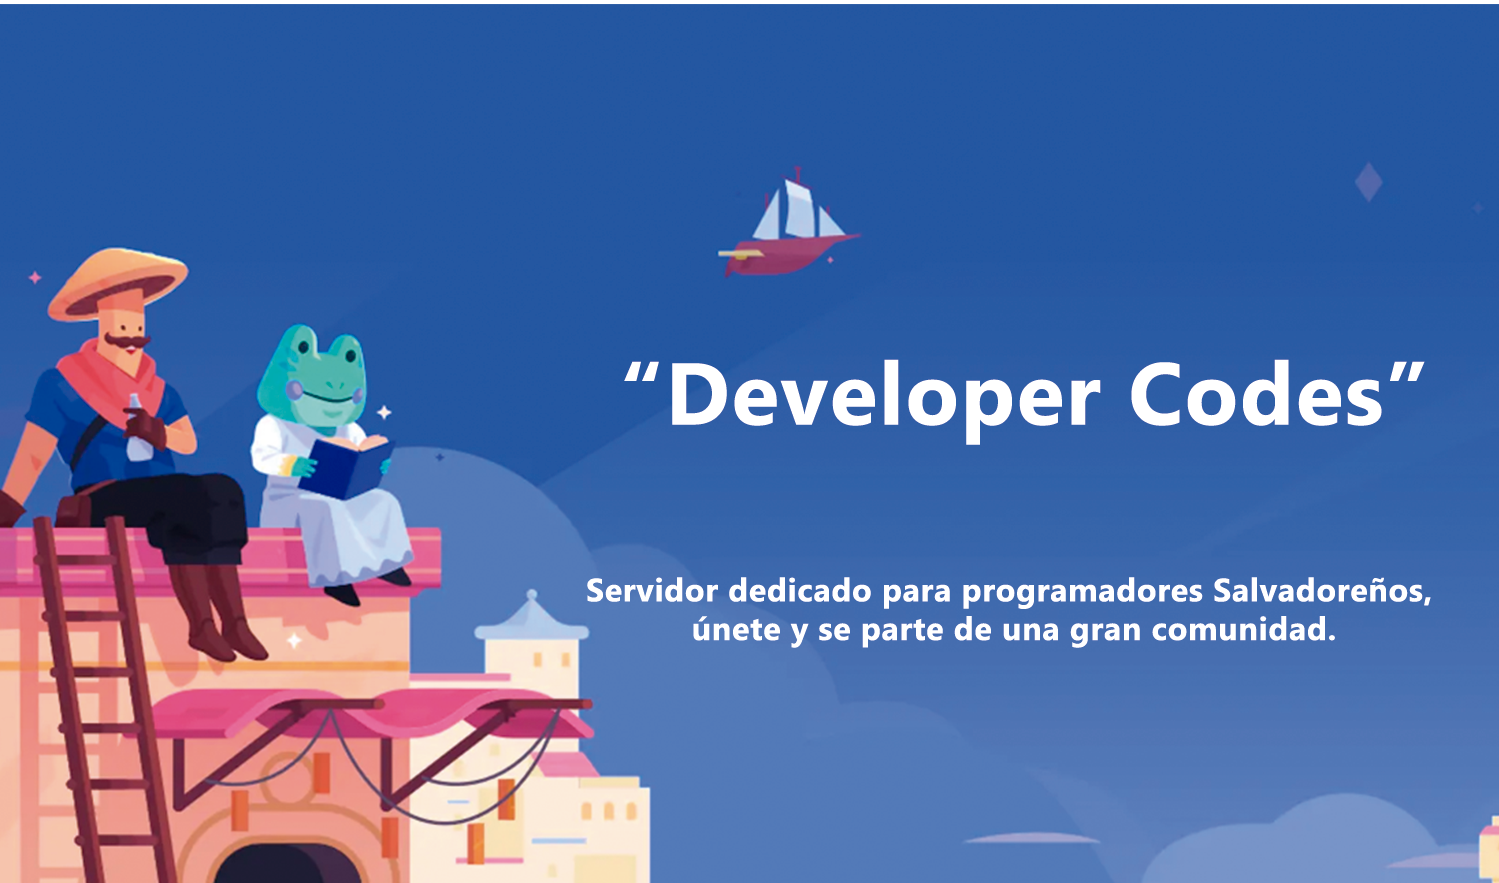 “Developer Codes”
Servidor dedicado para programadores Salvadoreños,
únete y se parte de una gran comunidad.